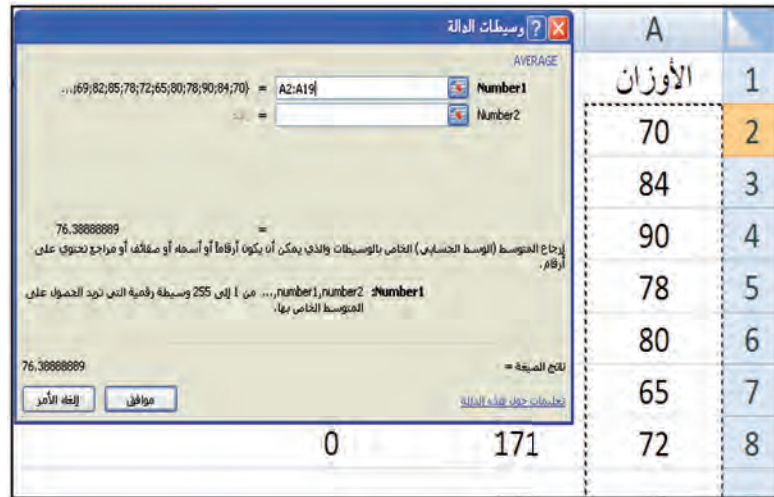 وسيطات الدالة
AVERAGE
Number1 A2:A19 = {70;84;90;78;80;65;72;78;85;82;69;...
Number2 =
= 76.38888889
إرجاع المتوسط (الوسط الحسابي) الخاص بالوسيطات والذي يمكن أن يكون أرقاماً أو أسماء أو صفائف أو مراجع تحتوي على
أرقام.
Number1: number1,number2,... من 1 إلى 255 وسيطة رقمية التي تريد الحصول على
المتوسط الخاص بها.
ناتج الصيغة = 76.38888889
تعليمات حول هذه الدالة
موافق
إلغاء الأمر
A
1 الأوزان
2 70
3 84
4 90
5 78
6 80
7 65
8 72 171 0